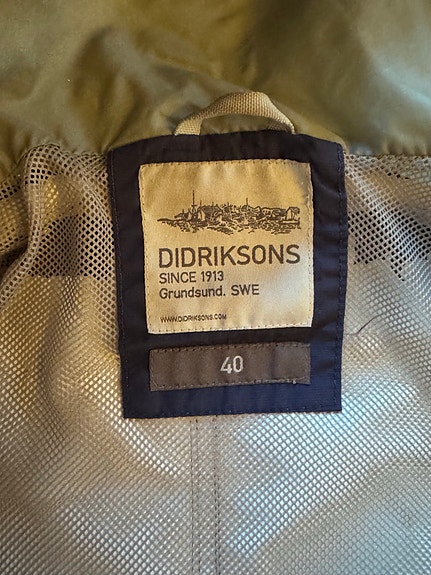 DIDRIKSONS
SINCE 1913
Grundsund. SWE
WWW.DIDRIKSONS.COM
40